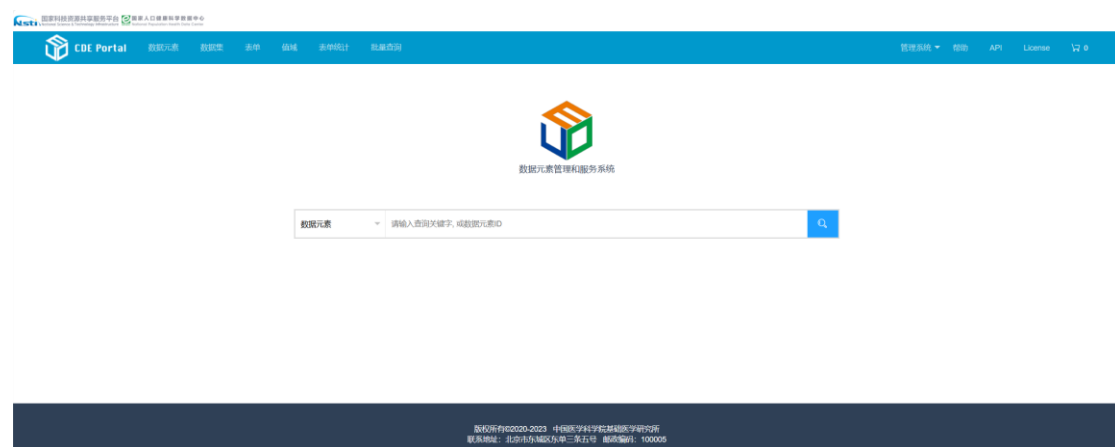 Nsti 国家科技资源共享服务平台 国家人口健康科学数据中心
CDE Portal 数据元素 数据集 表单 值域 表单统计 批量查询 管理系统 帮助 API License 0
数据元素管理和服务系统
数据元素 请输入查询关键字, 或数据元素ID
版权所有©2020-2023 中国医学科学院基础医学研究所
联系地址：北京市东城区东单三条五号 邮政编码：100005